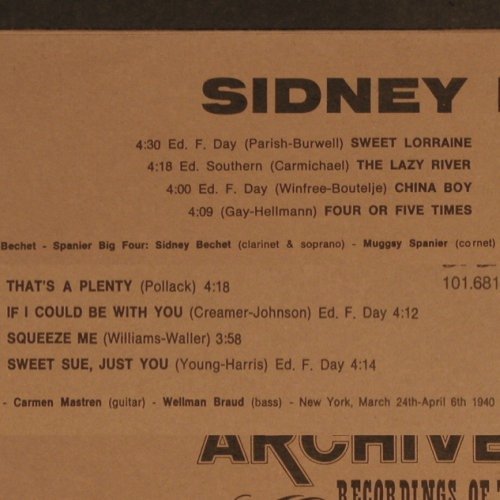 SIDNEY
4:30 Ed. F. Day (Parish-Burwell) SWEET LORRAINE
4:18 Ed. Southern (Carmichael) THE LAZY RIVER
4:00 Ed. F. Day (Winfree-Boutelje) CHINA BOY
4:09 (Gay-Hellmann) FOUR OR FIVE TIMES
Bechet - Spanier Big Four: Sidney Bechet (clarinet & soprano) - Muggsy Spanier (cornet)
101.681
THAT'S A PLENTY (Pollack) 4:18
IF I COULD BE WITH YOU (Creamer-Johnson) Ed. F. Day 4:12
SQUEEZE ME (Williams-Waller) 3:58
SWEET SUE, JUST YOU (Young-Harris) Ed. F. Day 4:14
- Carmen Mastren (guitar) - Wellman Braud (bass) - New York, March 24th-April 6th 1940
ARCHIVE
RECORDINGS OF